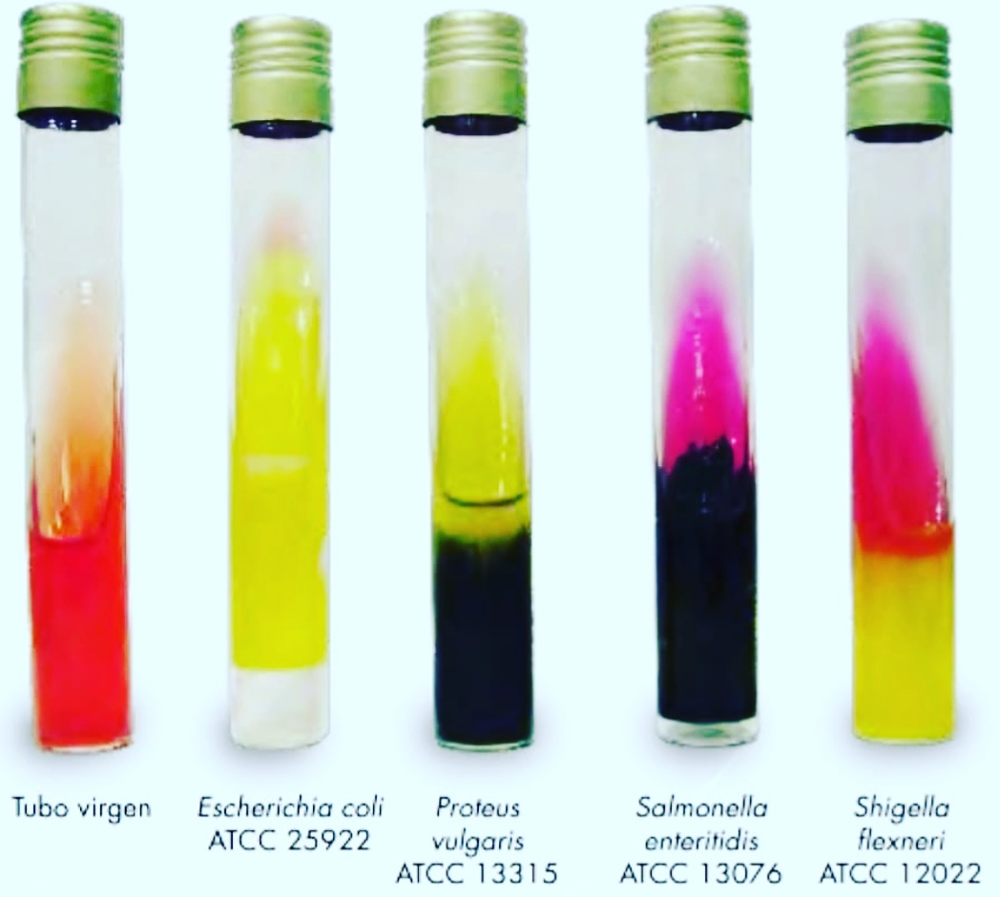 Tubo virgen
Escherichia coli
ATCC 25922
Proteus
vulgaris
ATCC 13315
Salmonella
enteritidis
ATCC 13076
Shigella
flexneri
ATCC 12022